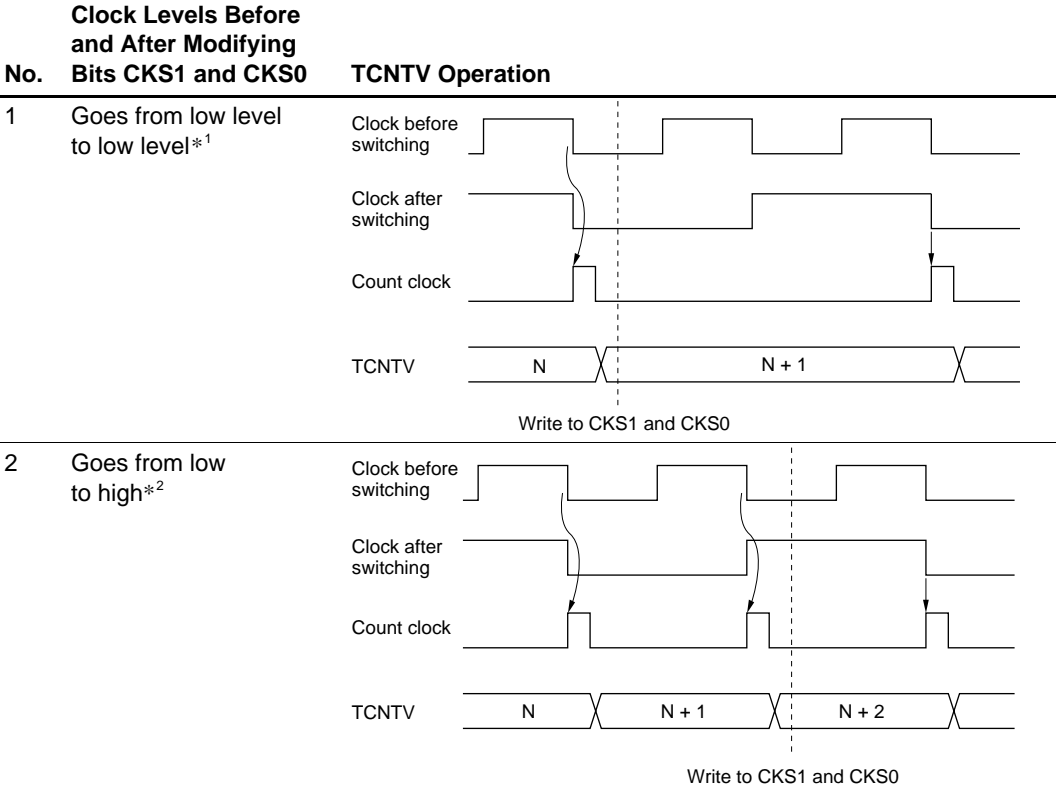 Clock Levels Before
and After Modifying
No. Bits CKS1 and CKS0 TCNTV Operation
1 Goes from low level
to low level*1
Clock before
switching
Clock after
switching
Count clock
TCNTV N N + 1
Write to CKS1 and CKS0
2 Goes from low
to high*2
Clock before
switching
Clock after
switching
Count clock
TCNTV N N + 1 N + 2
Write to CKS1 and CKS0